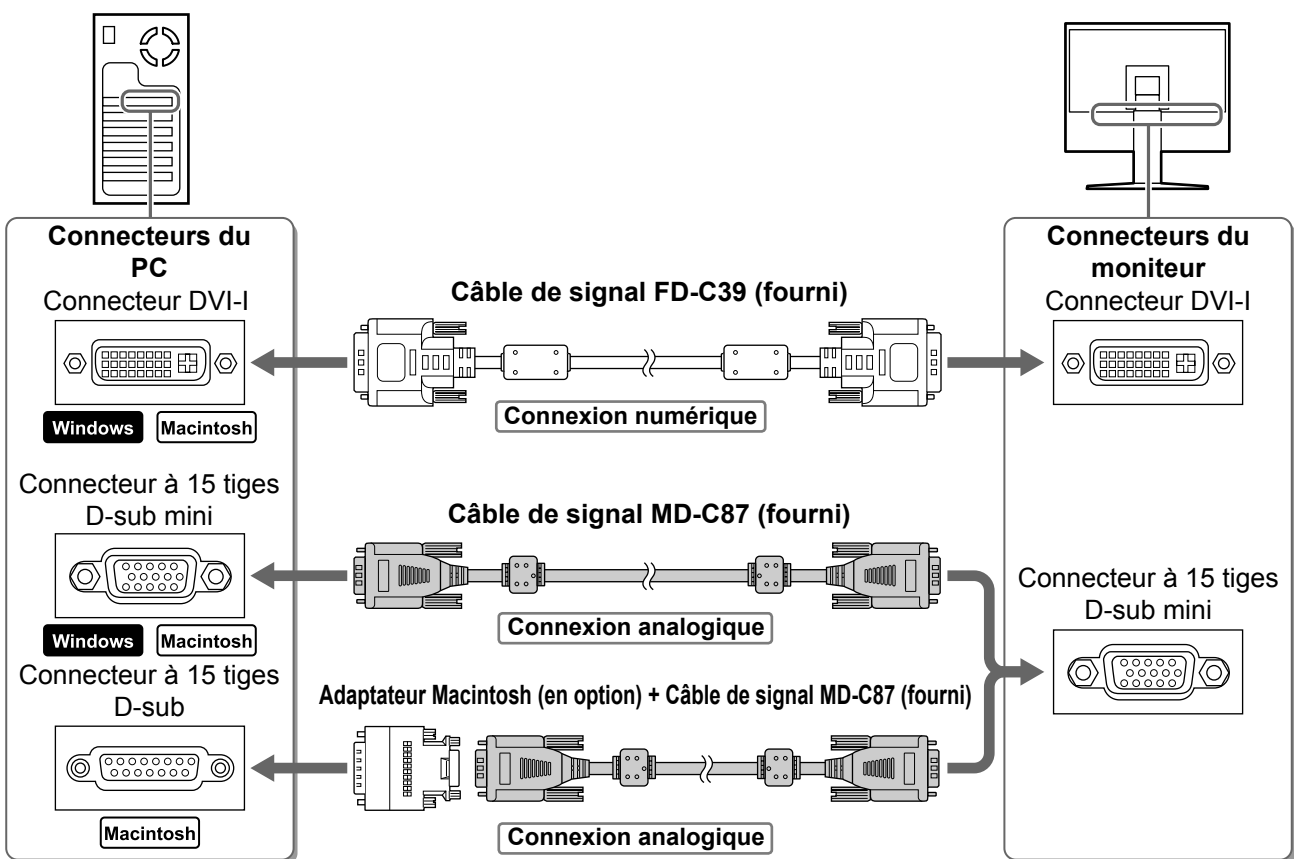 Connecteurs du
PC
Connecteur DVI-I
Windows Macintosh
Connecteur à 15 tiges
D-sub mini
Windows Macintosh
Connecteur à 15 tiges
D-sub
Macintosh
Câble de signal FD-C39 (fourni)
Connexion numérique
Câble de signal MD-C87 (fourni)
Connexion analogique
Adaptateur Macintosh (en option) + Câble de signal MD-C87 (fourni)
Connexion analogique
Connecteurs du
moniteur
Connecteur DVI-I
Connecteur à 15 tiges
D-sub mini